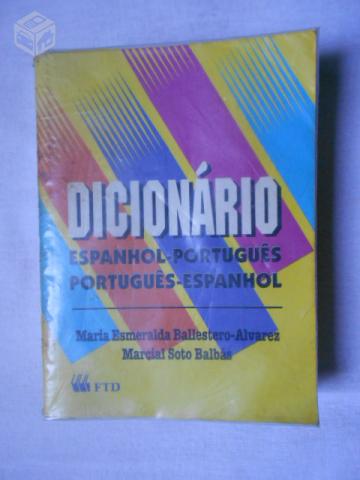 DICIONÁRIO
ESPANHOL-PORTUGUÊS
PORTUGUÊS-ESPANHOL
Maria Esmeralda Ballestero-Alvarez
Marcial Soto Balbás
FTD